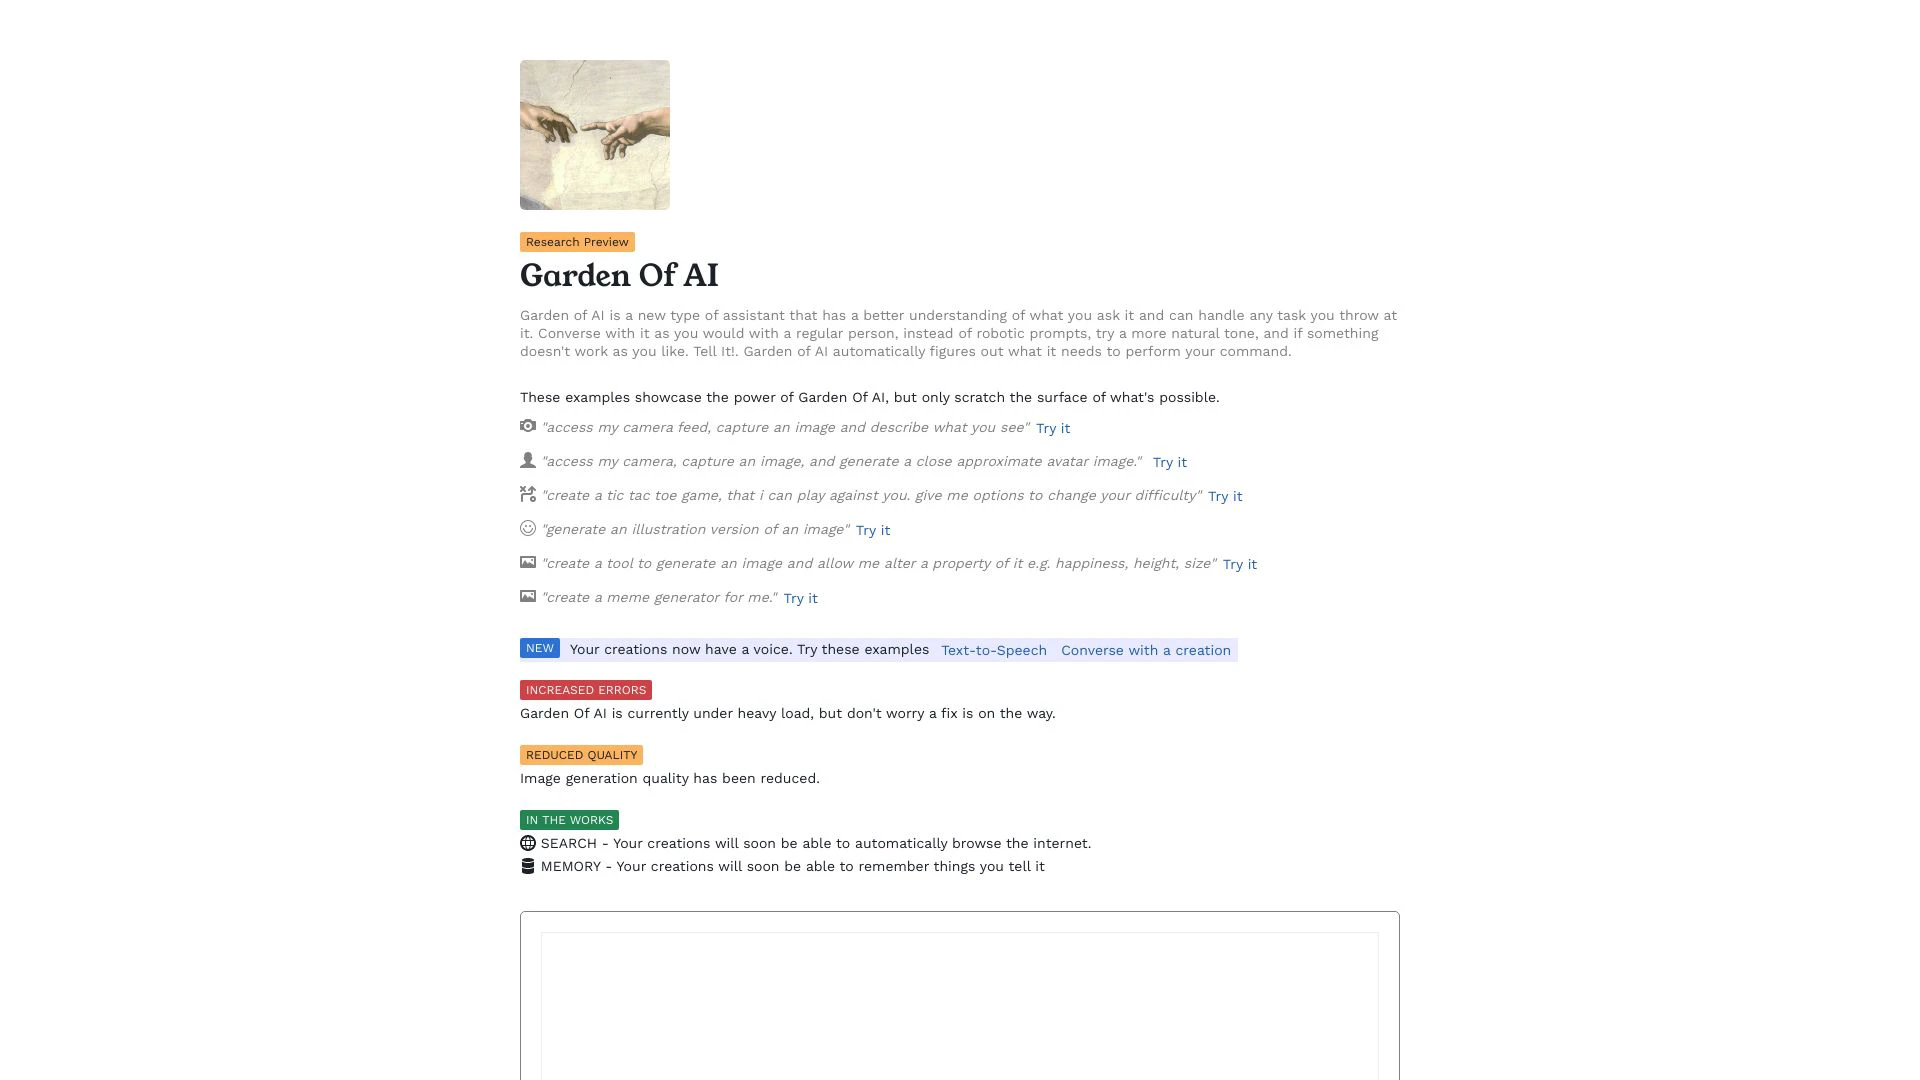 Research Preview
Garden Of AI
Garden of AI is a new type of assistant that has a better understanding of what you ask it and can handle any task you throw at
it. Converse with it as you would with a regular person, instead of robotic prompts, try a more natural tone, and if something
doesn't work as you like. Tell It!. Garden of AI automatically figures out what it needs to perform your command.
These examples showcase the power of Garden Of AI, but only scratch the surface of what's possible.
"access my camera feed, capture an image and describe what you see" Try it
"access my camera, capture an image, and generate a close approximate avatar image." Try it
"create a tic tac toe game, that i can play against you. give me options to change your difficulty" Try it
"generate an illustration version of an image" Try it
"create a tool to generate an image and allow me alter a property of it e.g. happiness, height, size" Try it
"create a meme generator for me." Try it
NEW Your creations now have a voice. Try these examples Text-to-Speech Converse with a creation
INCREASED ERRORS
Garden Of AI is currently under heavy load, but don't worry a fix is on the way.
REDUCED QUALITY
Image generation quality has been reduced.
IN THE WORKS
SEARCH - Your creations will soon be able to automatically browse the internet.
MEMORY - Your creations will soon be able to remember things you tell it